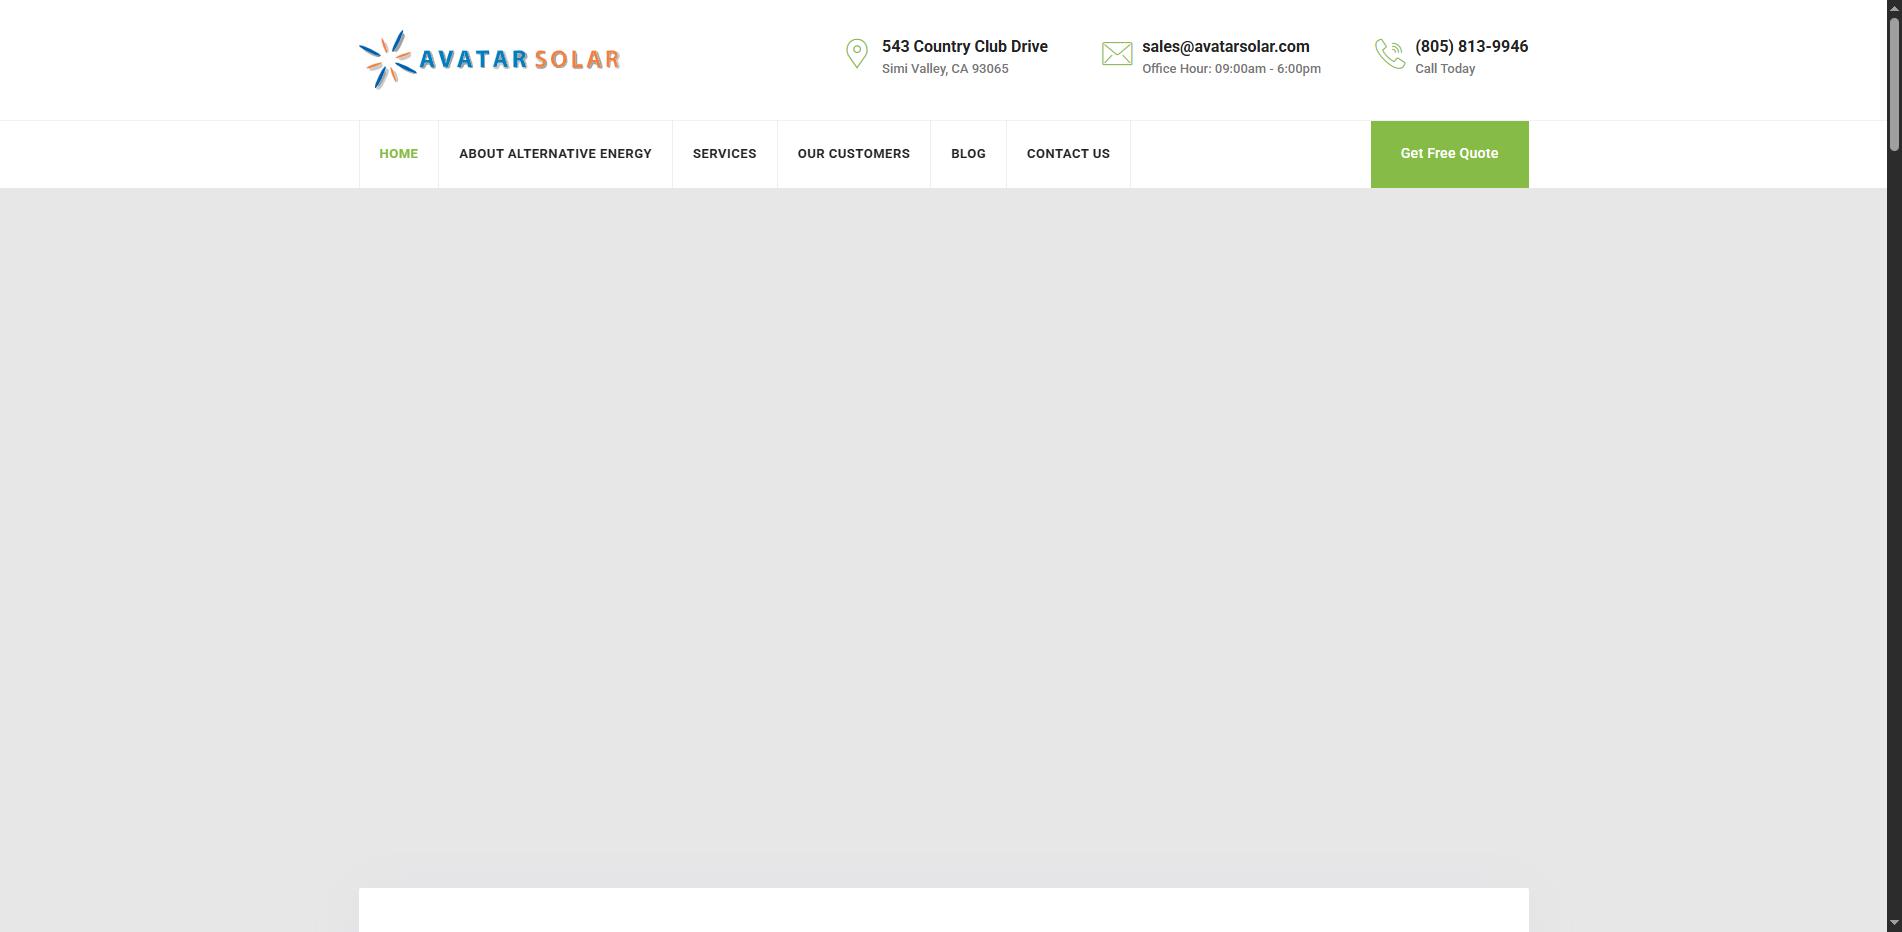 AVATAR SOLAR
543 Country Club Drive
Simi Valley, CA 93065
sales@avatarsolar.com
Office Hour: 09:00am - 6:00pm
(805) 813-9946
Call Today
HOME
ABOUT ALTERNATIVE ENERGY
SERVICES
OUR CUSTOMERS
BLOG
CONTACT US
Get Free Quote